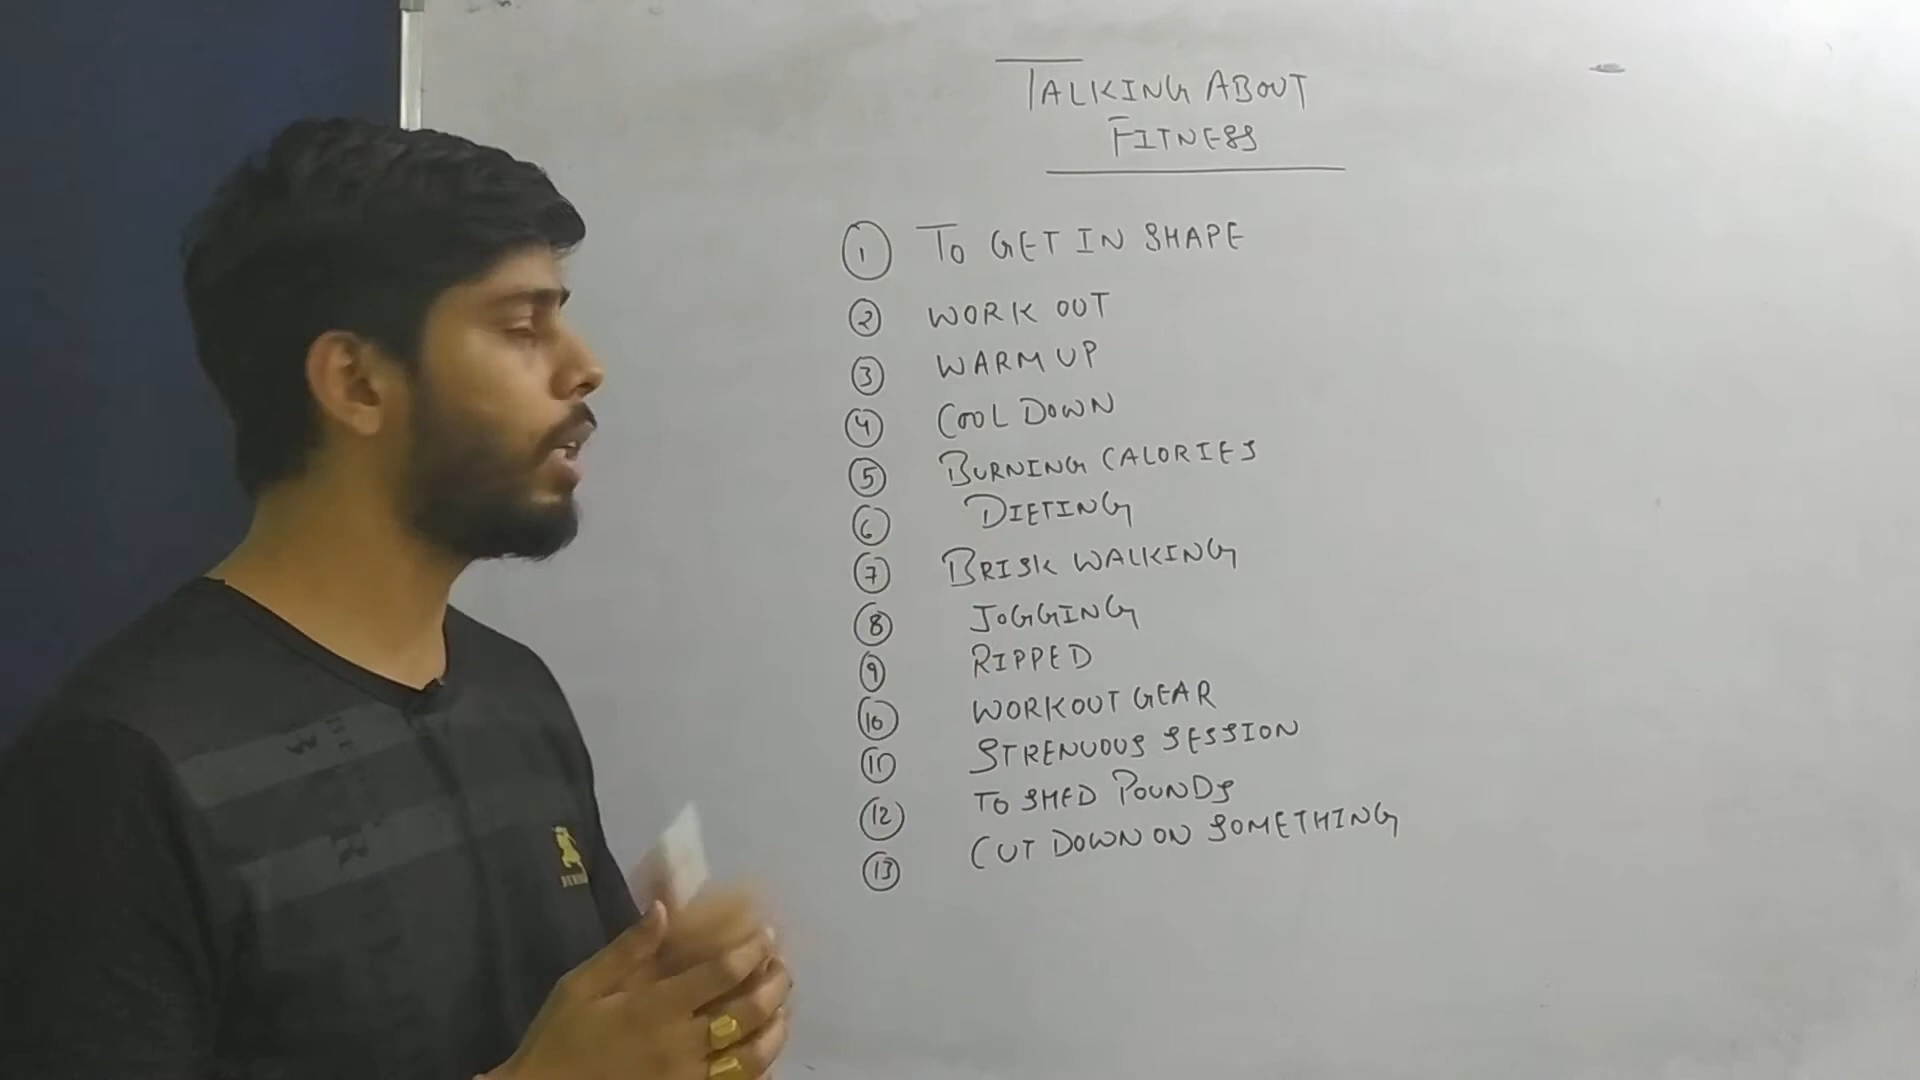 TALKING ABOUT
FITNESS
1 TO GET IN SHAPE
2 WORK OUT
3 WARM UP
4 COOL DOWN
5 BURNING CALORIES
6 DIETING
7 BRISK WALKING
8 JOGGING
9 RIPPED
10 WORKOUT GEAR
11 STRENUOUS SESSION
12 TO SHED POUNDS
13 CUT DOWN ON SOMETHING